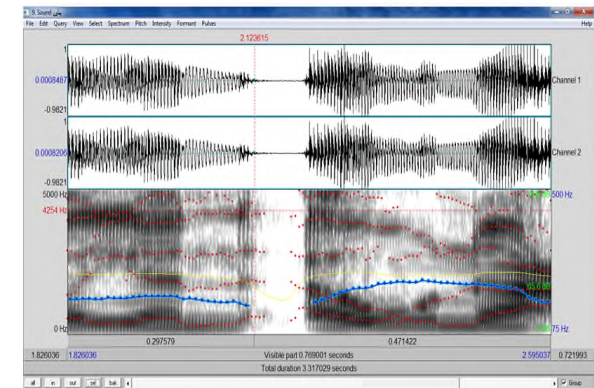 9. Sound بناوي
File Edit Query View Select Spectrum Pitch Intensity Formant Pulses Help
2.123615
1
0.0008487
-0.9821
Channel 1
1
0.0008206
-0.9821
Channel 2
5000 Hz
500 Hz
4254 Hz
0 Hz
75 Hz
0.297579 0.471422
1.826036 1.826036 Visible part 0.769001 seconds 2.595037 0.721993
Total duration 3.317029 seconds
all in out sel bak Group